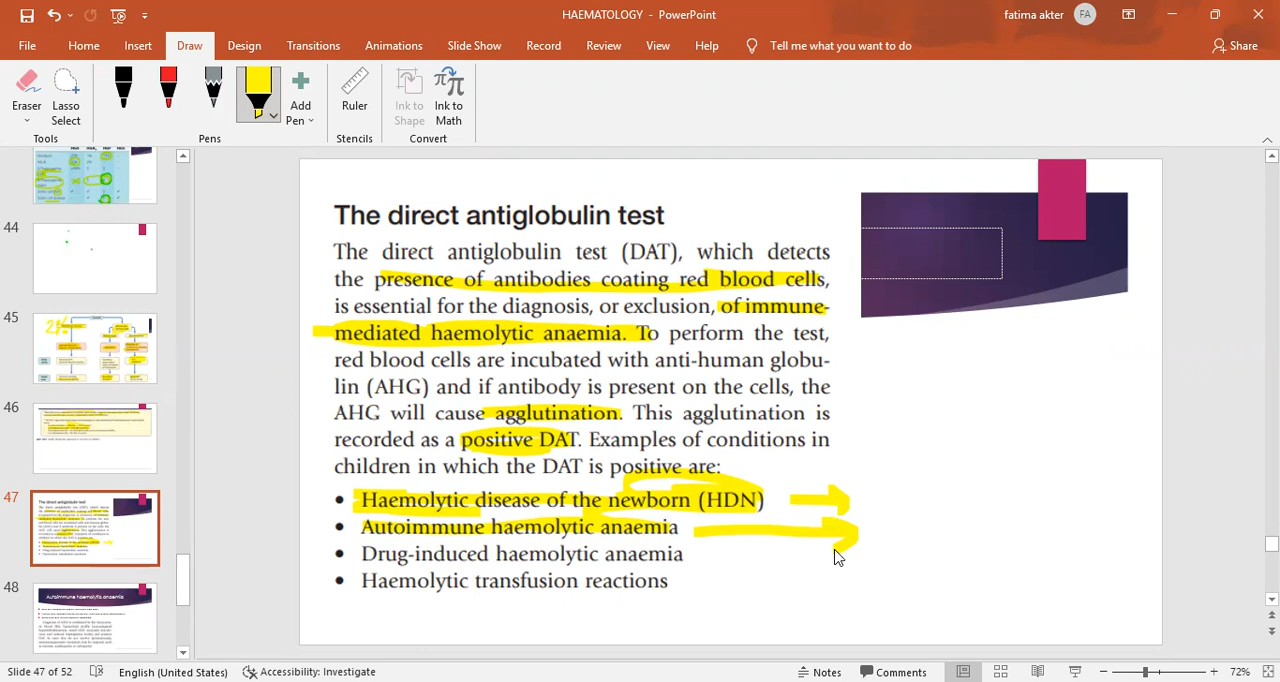 HAEMATOLOGY - PowerPoint
fatima akter
FA
File Home Insert Draw Design Transitions Animations Slide Show Record Review View Help Tell me what you want to do Share
Eraser
Lasso Select
Add Pen
Ruler
Ink to Shape
Ink to Math
Tools Pens Stencils Convert
44
45
46
47
48
Autoimmune haemolytic anaemia
The direct antiglobulin test
The direct antiglobulin test (DAT), which detects
the presence of antibodies coating red blood cells,
is essential for the diagnosis, or exclusion, of immune-
mediated haemolytic anaemia. To perform the test,
red blood cells are incubated with anti-human globu-
lin (AHG) and if antibody is present on the cells, the
AHG will cause agglutination. This agglutination is
recorded as a positive DAT. Examples of conditions in
children in which the DAT is positive are:
• Haemolytic disease of the newborn (HDN)
• Autoimmune haemolytic anaemia
• Drug-induced haemolytic anaemia
• Haemolytic transfusion reactions
Slide 47 of 52 English (United States) Accessibility: Investigate Notes Comments 72%